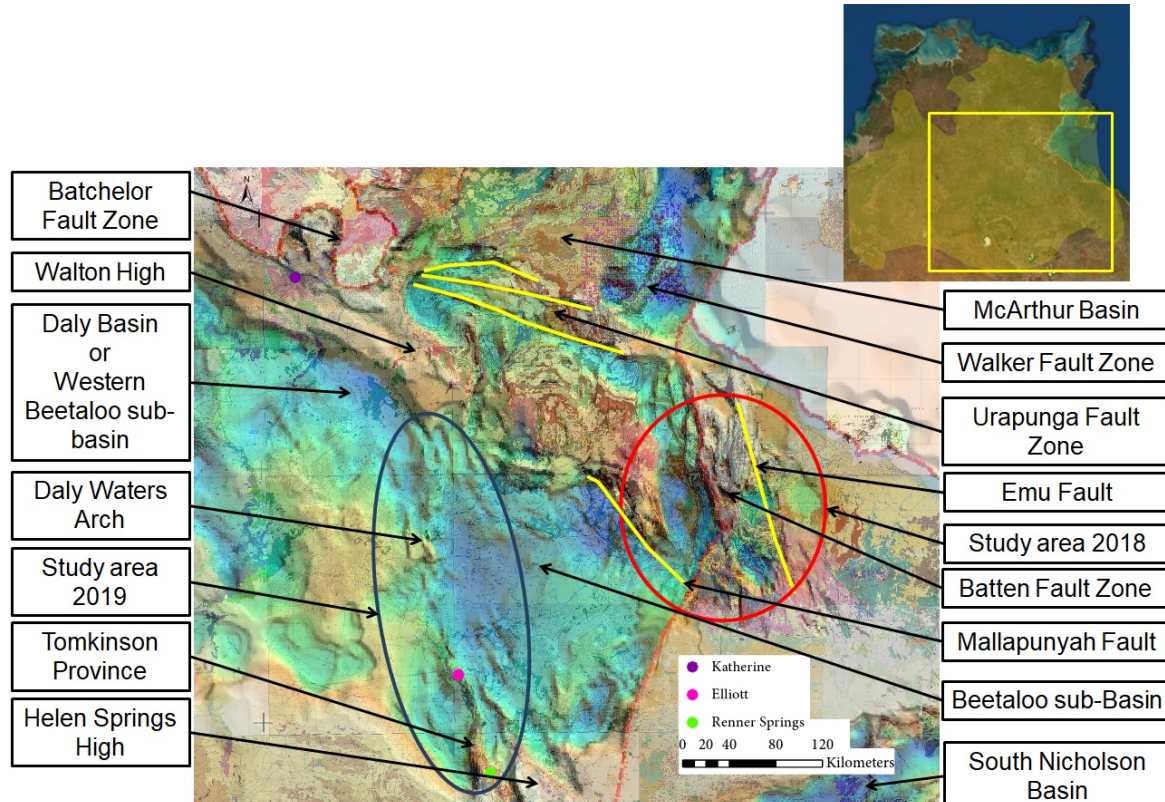 Batchelor
Fault Zone
Walton High
Daly Basin
or
Western
Beetaloo sub-
basin
Daly Waters
Arch
Study area
2019
Tomkinson
Province
Helen Springs
High
N
McArthur Basin
Walker Fault Zone
Urapunga Fault
Zone
Emu Fault
Study area 2018
Batten Fault Zone
Mallapunyah Fault
Beetaloo sub-Basin
South Nicholson
Basin
Katherine
Elliott
Renner Springs
0 10 20 40 60 80 120
Kilometers